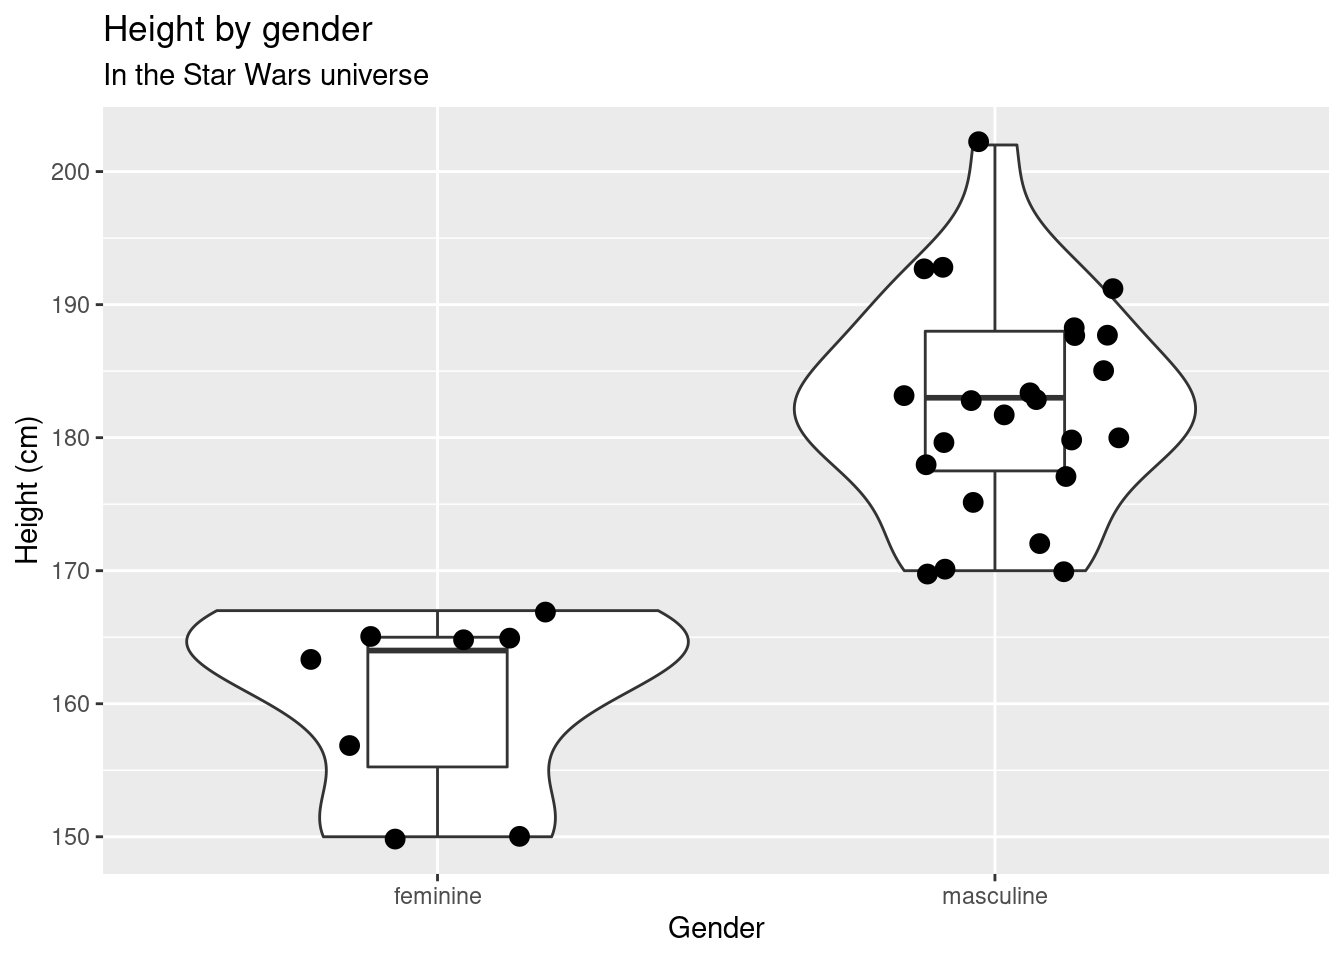 Height by gender
In the Star Wars universe
200
190
180
170
160
150
Height (cm)
feminine masculine
Gender